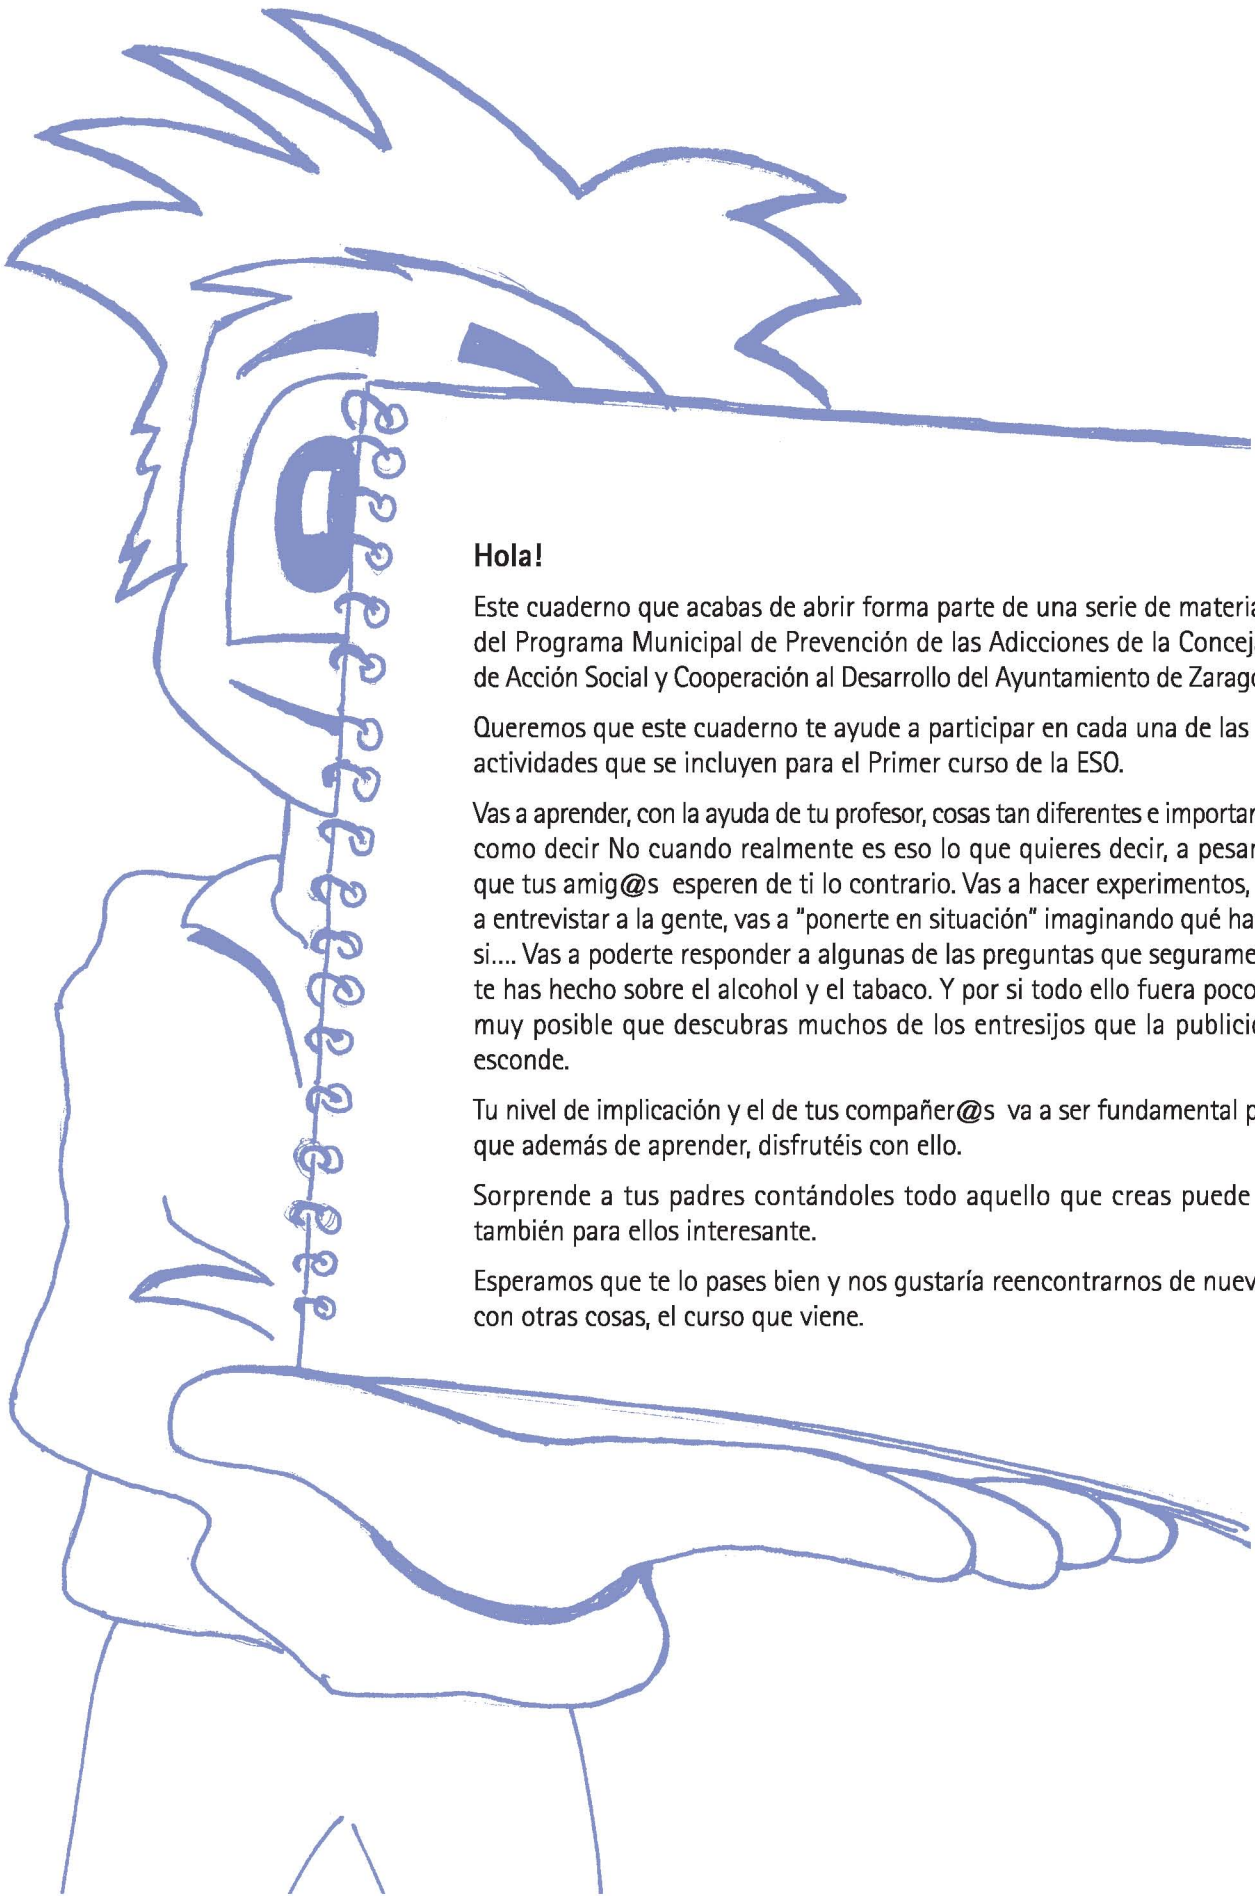 Hola!
Este cuaderno que acabas de abrir forma parte de una serie de materia
del Programa Municipal de Prevención de las Adicciones de la Concej
de Acción Social y Cooperación al Desarrollo del Ayuntamiento de Zarag
Queremos que este cuaderno te ayude a participar en cada una de las
actividades que se incluyen para el Primer curso de la ESO.
Vas a aprender, con la ayuda de tu profesor, cosas tan diferentes e importan
como decir No cuando realmente es eso lo que quieres decir, a pesar
que tus amig@s esperen de ti lo contrario. Vas a hacer experimentos,
a entrevistar a la gente, vas a "ponerte en situación" imaginando qué ha
si.... Vas a poderte responder a algunas de las preguntas que segurame
te has hecho sobre el alcohol y el tabaco. Y por si todo ello fuera poco
muy posible que descubras muchos de los entresijos que la publici
esconde.
Tu nivel de implicación y el de tus compañer@s va a ser fundamental p
que además de aprender, disfrutéis con ello.
Sorprende a tus padres contándoles todo aquello que creas puede
también para ellos interesante.
Esperamos que te lo pases bien y nos gustaría reencontrarnos de nuev
con otras cosas, el curso que viene.